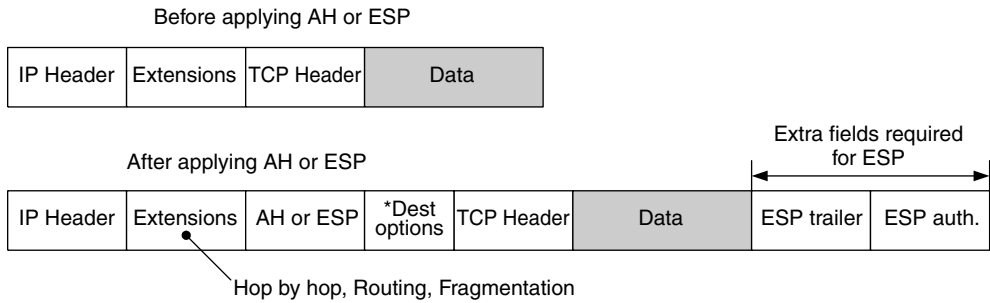 Before applying AH or ESP
IP Header Extensions TCP Header Data
Extra fields required
for ESP
After applying AH or ESP
IP Header Extensions AH or ESP *Dest options TCP Header Data ESP trailer ESP auth.
Hop by hop, Routing, Fragmentation